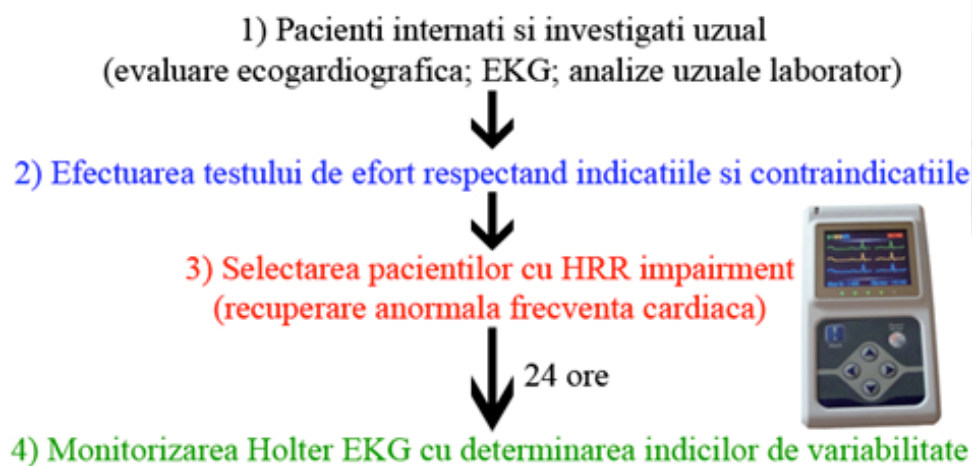 1) Pacienti internati si investigati uzual
(evaluare ecogardiografica; EKG; analize uzuale laborator)
2) Efectuarea testului de efort respectand indicatiile si contraindicatiile
3) Selectarea pacientilor cu HRR impairment
(recuperare anormala frecventa cardiaca)
24 ore
4) Monitorizarea Holter EKG cu determinarea indicilor de variabilitate